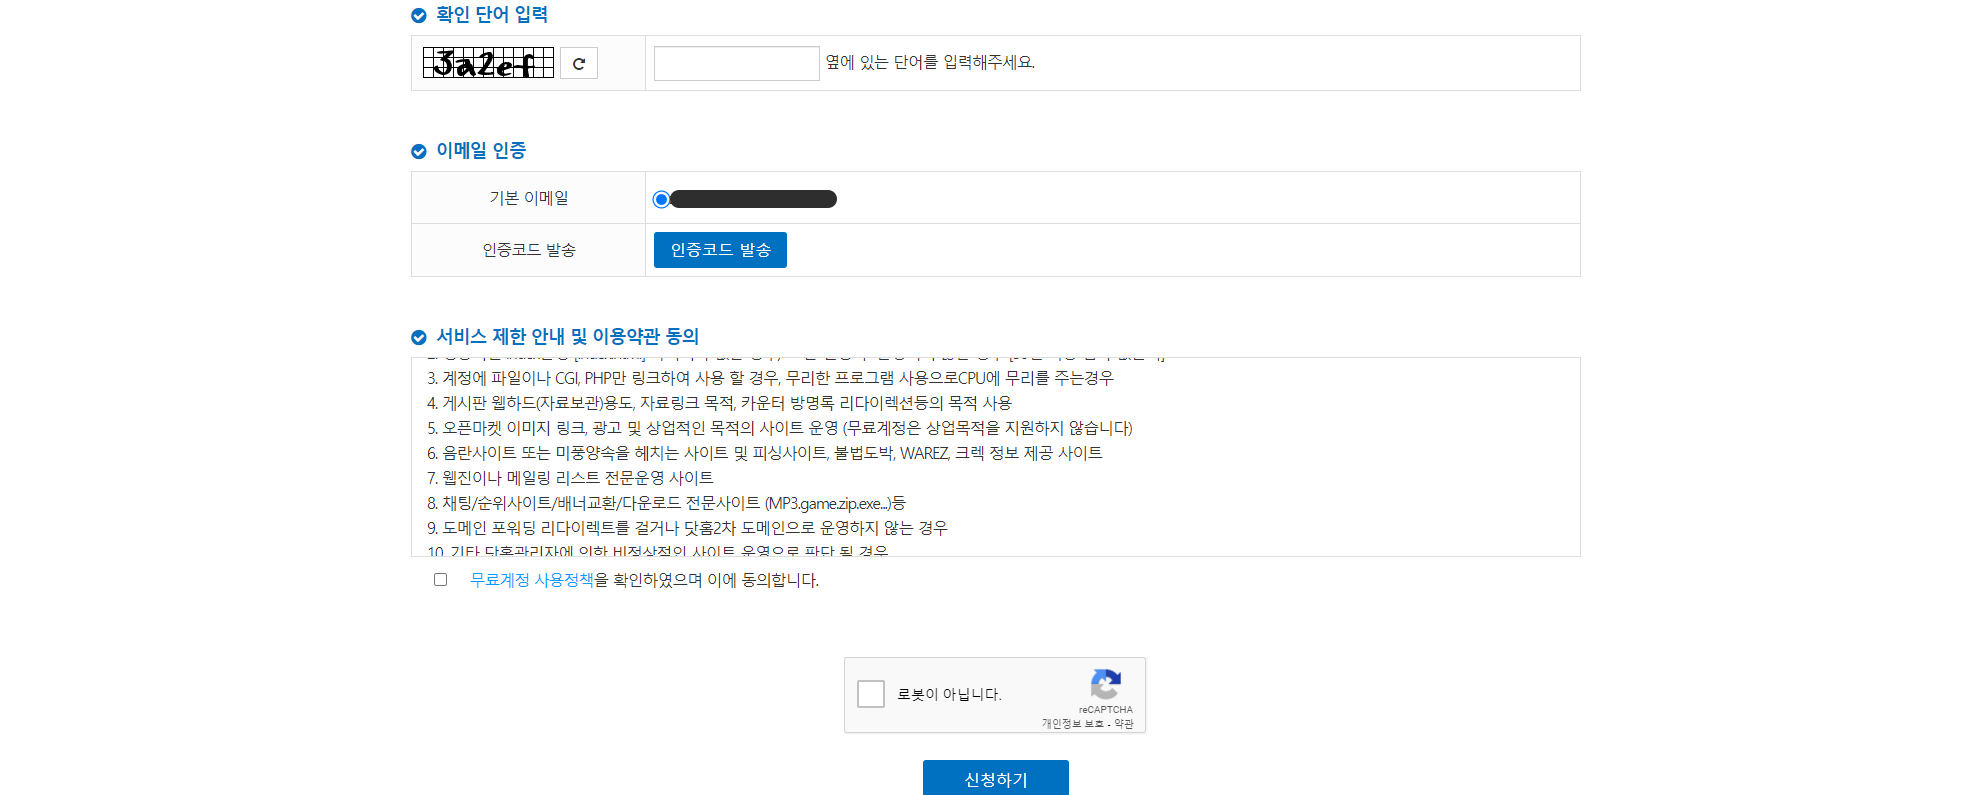 확인 단어 입력
3a2ef
옆에 있는 단어를 입력해주세요.
이메일 인증
기본 이메일
인증코드 발송
인증코드 발송
서비스 제한 안내 및 이용약관 동의
3. 계정에 파일이나 CGI, PHP만 링크하여 사용 할 경우, 무리한 프로그램 사용으로CPU에 무리를 주는경우
4. 게시판 웹하드(자료보관)용도, 자료링크 목적, 카운터 방명록 리다이렉션등의 목적 사용
5. 오픈마켓 이미지 링크, 광고 및 상업적인 목적의 사이트 운영 (무료계정은 상업목적을 지원하지 않습니다)
6. 음란사이트 또는 미풍양속을 헤치는 사이트 및 피싱사이트, 불법도박, WAREZ, 크렉 정보 제공 사이트
7. 웹진이나 메일링 리스트 전문운영 사이트
8. 채팅/순위사이트/배너교환/다운로드 전문사이트 (MP3.game.zip.exe...)등
9. 도메인 포워딩 리다이렉트를 걸거나 닷홈2차 도메인으로 운영하지 않는 경우
10. 기타 닷홈관리자에 의한 비정상적인 사이트 운영으로 판단 될 경우
무료계정 사용정책을 확인하였으며 이에 동의합니다.
로봇이 아닙니다.
reCAPTCHA
개인정보 보호 - 약관
신청하기